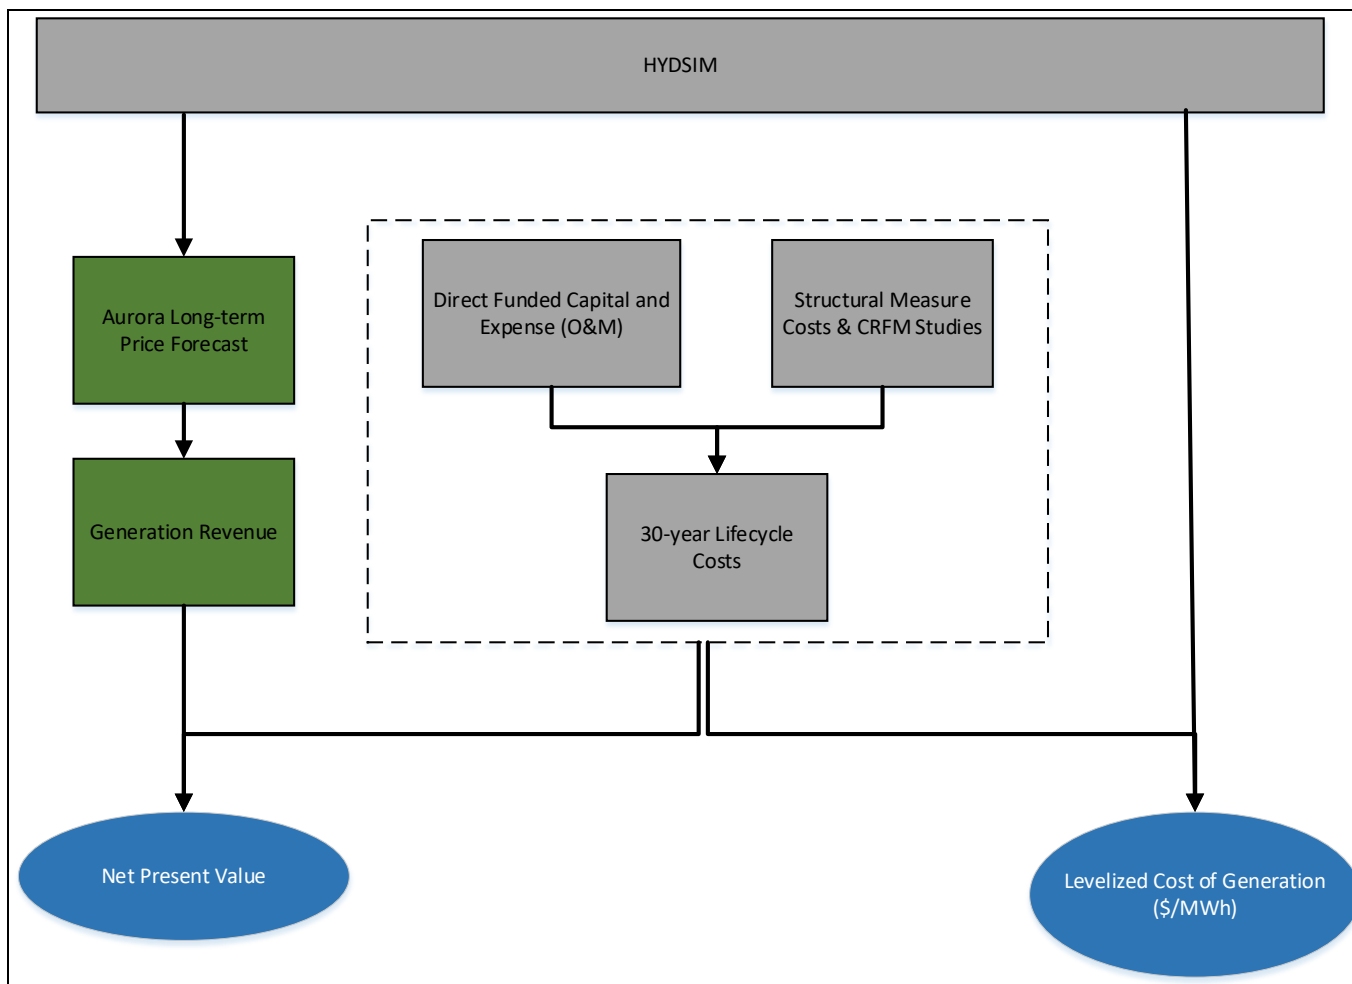 HYDSIM
Aurora Long-term
Price Forecast
Direct Funded Capital and
Expense (O&M)
Structural Measure
Costs & CRFM Studies
Generation Revenue
30-year Lifecycle
Costs
Net Present Value
Levelized Cost of Generation
($/MWh)